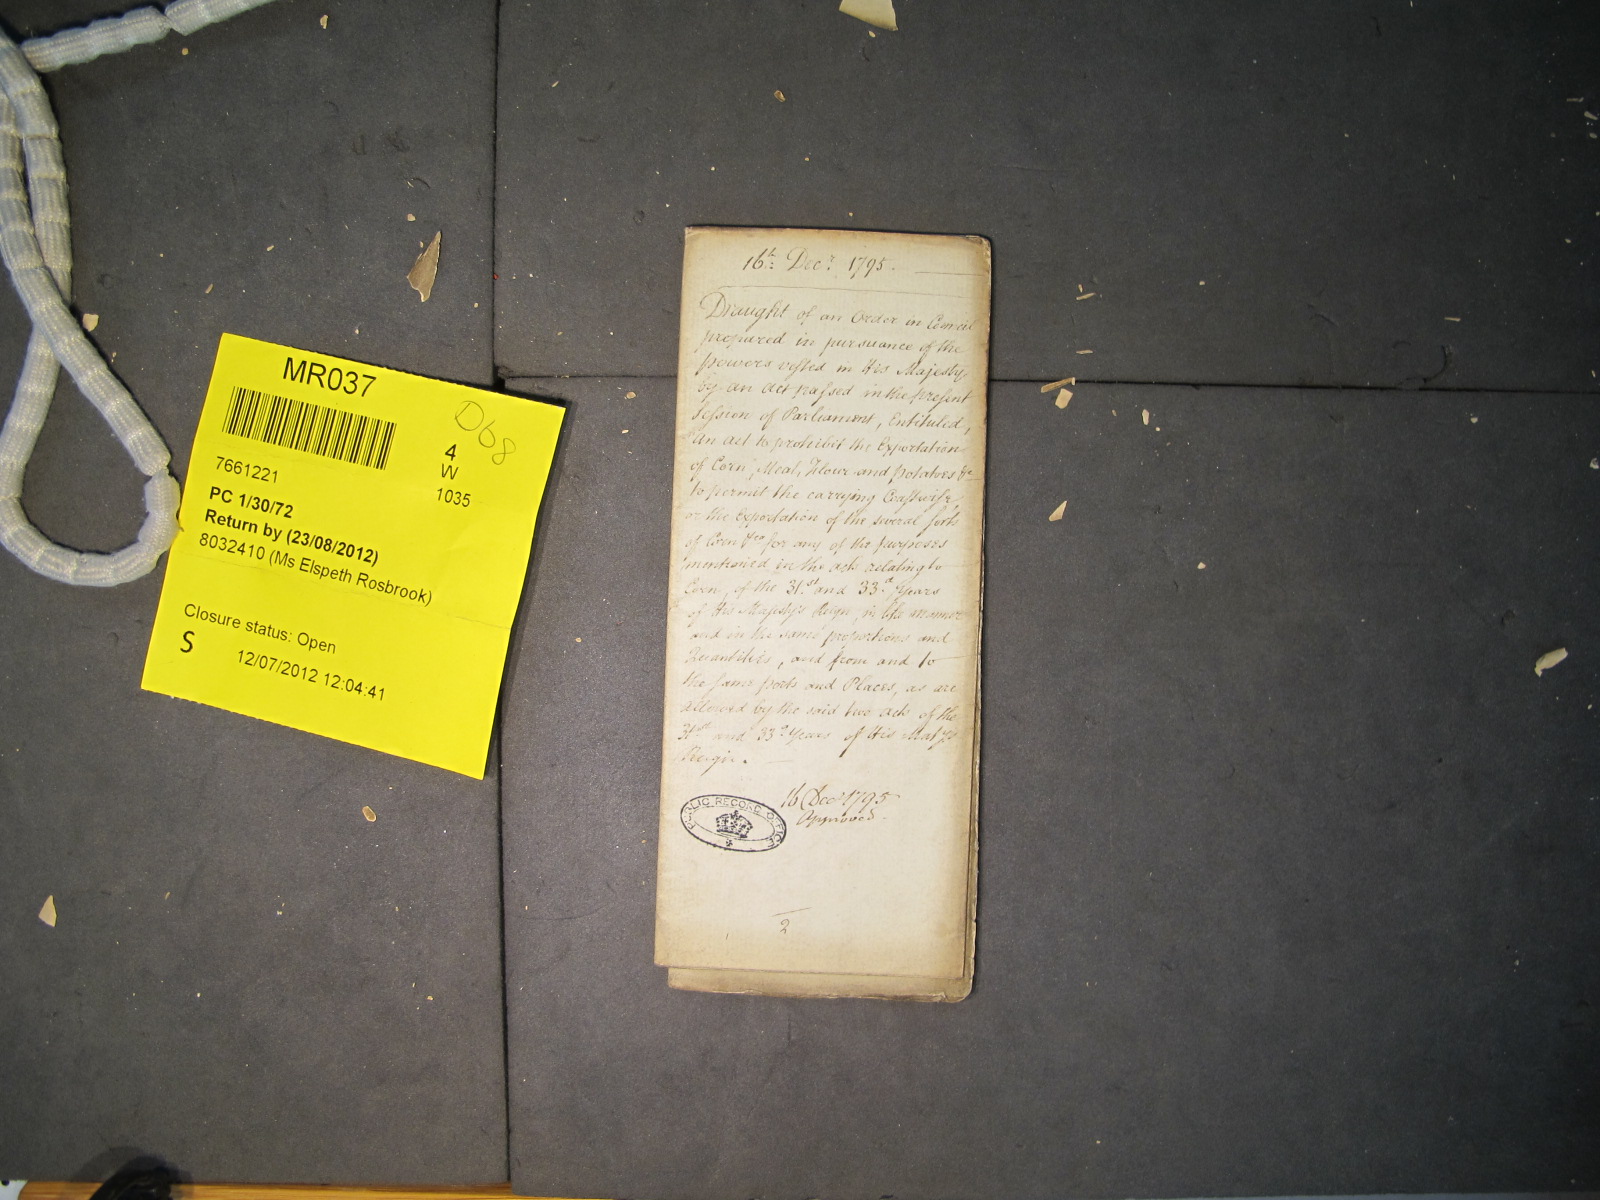 MR037
D68
4
W
1035
7661221
PC 1/30/72
Return by (23/08/2012)
8032410 (Ms Elspeth Rosbrook)
Closure status: Open
S
12/07/2012 12:04:41
16th Decr. 1795.
Draught of an Order in Council
prepared in pursuance of the
powers vested in His Majesty
by an act passed in the present
Session of Parliament, Entituled,
An act to prohibit the Exportation
of Corn, Meal, Flour and Potatoes &c
to permit the carrying Coastwise,
or the Exportation of the several sorts
of Corn &ca for any of the purposes
mentioned in the acts relating to
Corn, of the 31st. and 33d. Years
of His Majesty's Reign, in like manner
and in the same proportions and
Quantities, and from and to
the same ports and Places, as are
allowed by the said two acts of the
31st and 33d Years of His Majys
Reign.
16 Decr 1795
Approved.
PUBLIC RECORD OFFICE
2